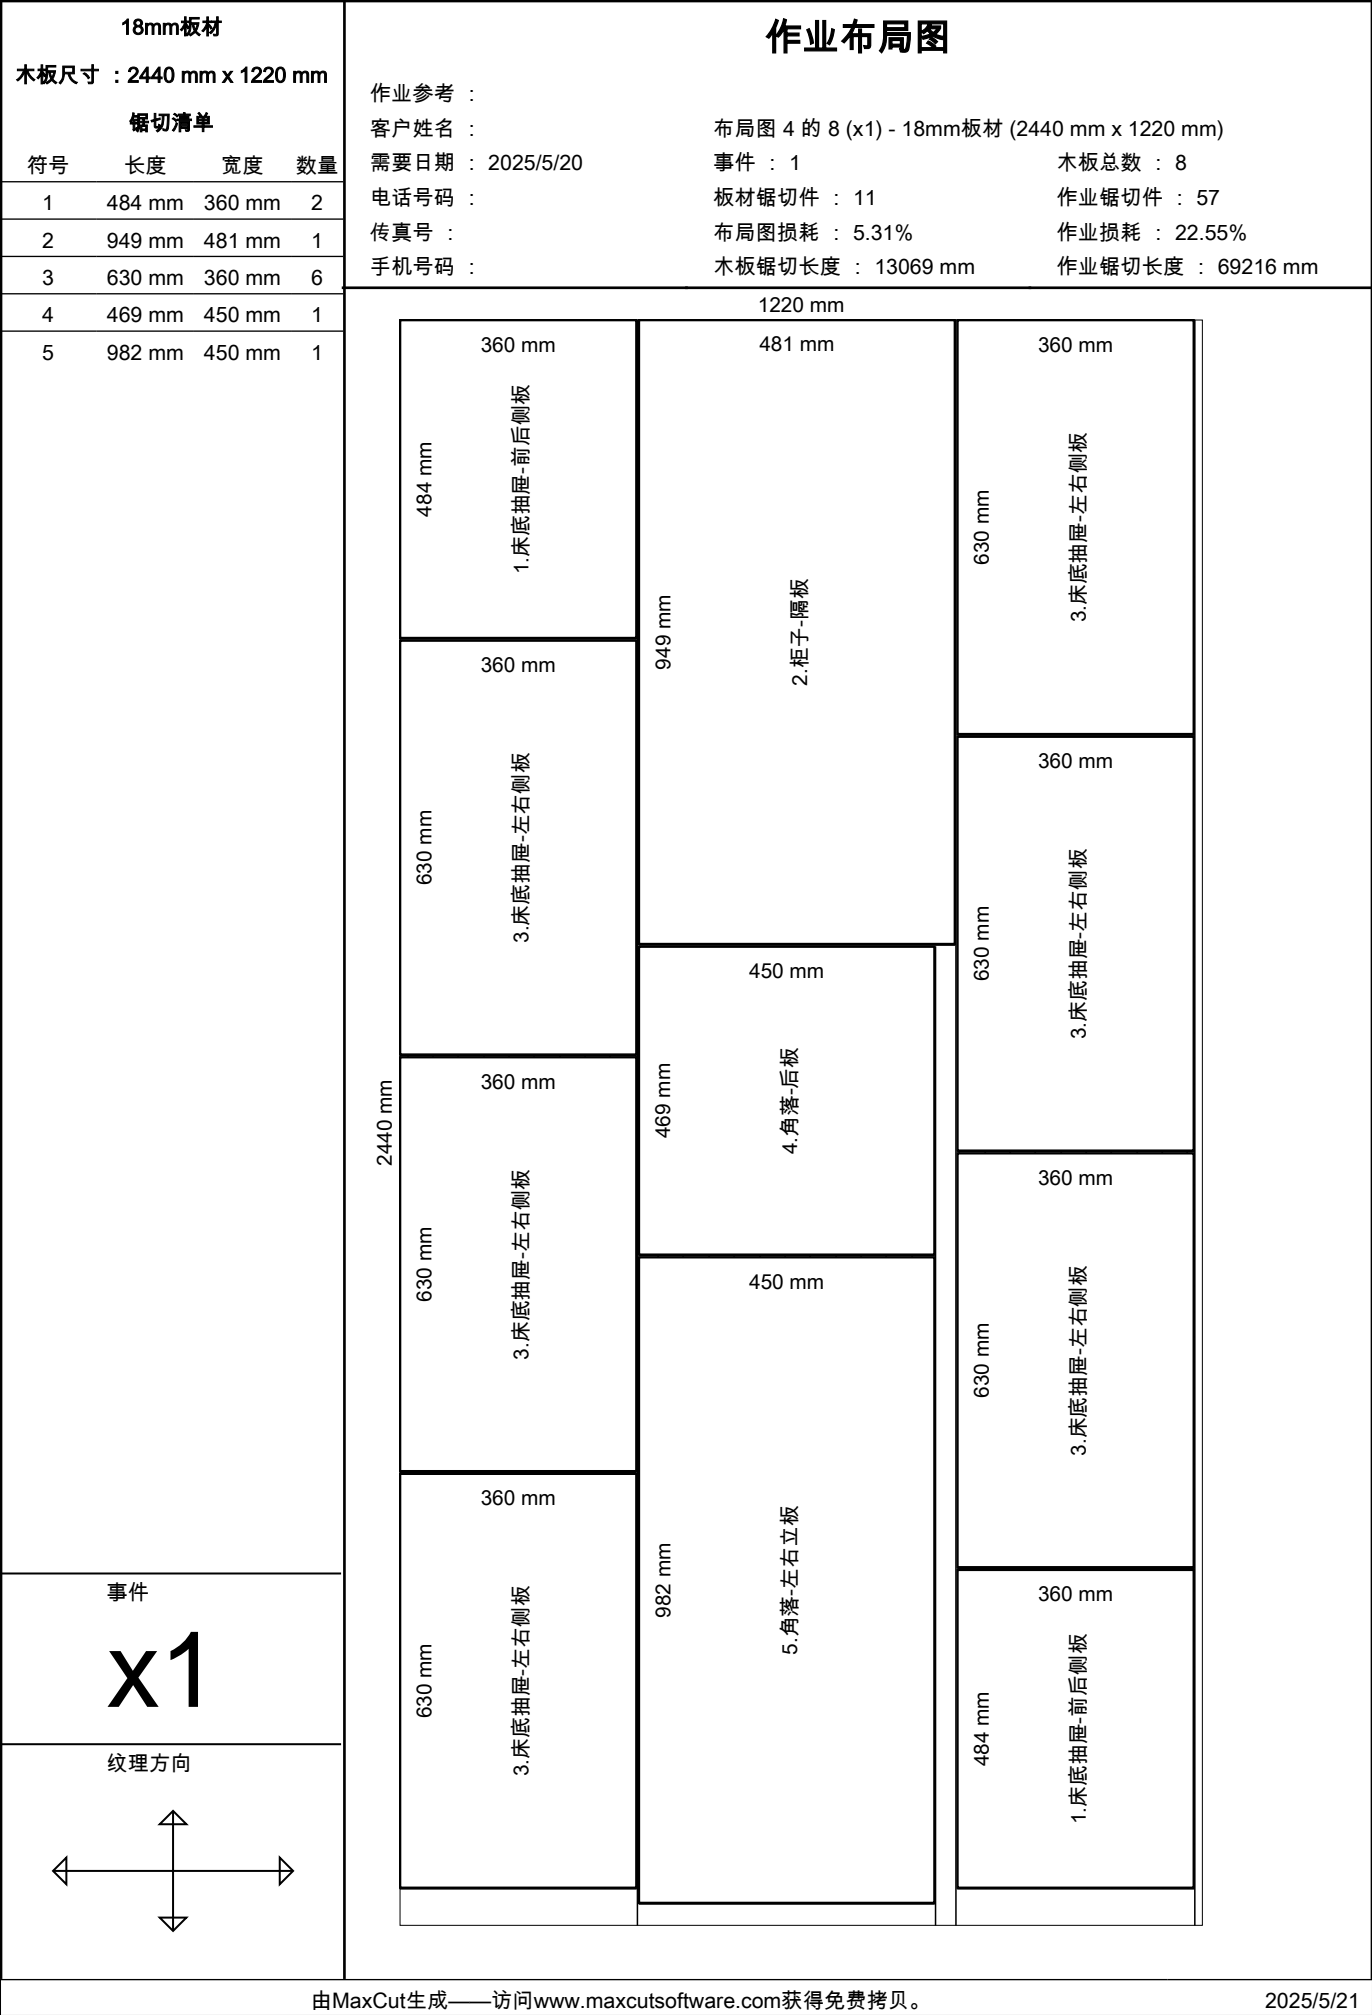 18mm板材
木板尺寸 : 2440 mm x 1220 mm
锯切清单
符号 长度 宽度 数量
1 484 mm 360 mm 2
2 949 mm 481 mm 1
3 630 mm 360 mm 6
4 469 mm 450 mm 1
5 982 mm 450 mm 1
作业布局图
作业参考 :
客户姓名 : 布局图 4 的 8 (x1) - 18mm板材 (2440 mm x 1220 mm)
需要日期 : 2025/5/20 事件 : 1 木板总数 : 8
电话号码 : 板材锯切件 : 11 作业锯切件 : 57
传真号 : 布局图损耗 : 5.31% 作业损耗 : 22.55%
手机号码 : 木板锯切长度 : 13069 mm 作业锯切长度 : 69216 mm
1220 mm
2440 mm
360 mm
484 mm
1.床底抽屉-前后侧板
360 mm
630 mm
3.床底抽屉-左右侧板
360 mm
630 mm
3.床底抽屉-左右侧板
360 mm
630 mm
3.床底抽屉-左右侧板
481 mm
949 mm
2.柜子-隔板
450 mm
469 mm
4.角落-后板
450 mm
982 mm
5.角落-左右立板
360 mm
630 mm
3.床底抽屉-左右侧板
360 mm
630 mm
3.床底抽屉-左右侧板
360 mm
630 mm
3.床底抽屉-左右侧板
360 mm
484 mm
1.床底抽屉-前后侧板
事件
x1
纹理方向
由MaxCut生成——访问www.maxcutsoftware.com获得免费拷贝。 2025/5/21